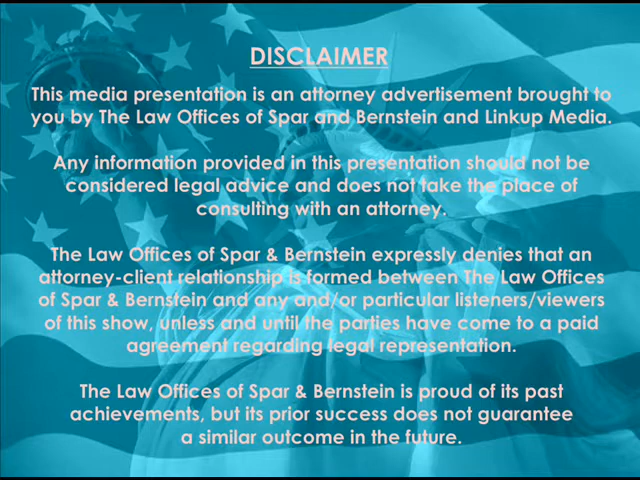 DISCLAIMER
This media presentation is an attorney advertisement brought to
you by The Law Offices of Spar and Bernstein and Linkup Media.
Any information provided in this presentation should not be
considered legal advice and does not take the place of
consulting with an attorney.
The Law Offices of Spar & Bernstein expressly denies that an
attorney-client relationship is formed between The Law Offices
of Spar & Bernstein and any and/or particular listeners/viewers
of this show, unless and until the parties have come to a paid
agreement regarding legal representation.
The Law Offices of Spar & Bernstein is proud of its past
achievements, but its prior success does not guarantee
a similar outcome in the future.